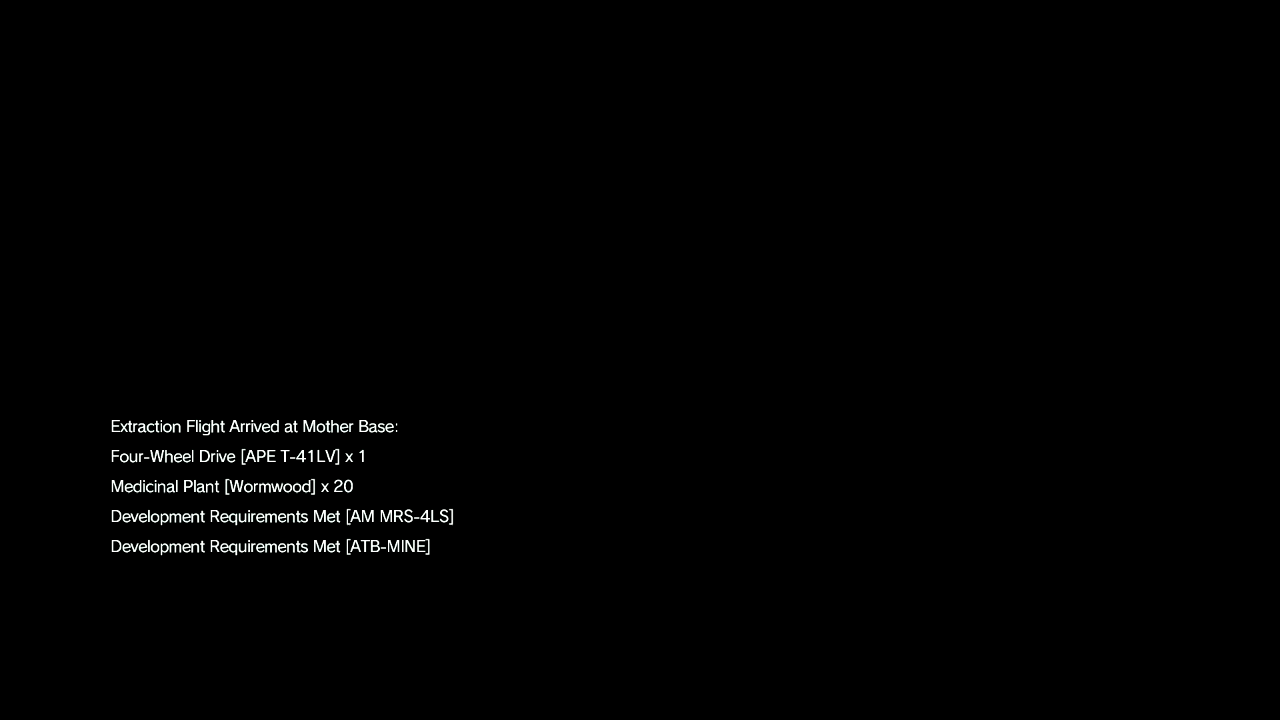 Extraction Flight Arrived at Mother Base:
Four-Wheel Drive [APE T-41LV] x 1
Medicinal Plant [Wormwood] x 20
Development Requirements Met [AM MRS-4LS]
Development Requirements Met [ATB-MINE]